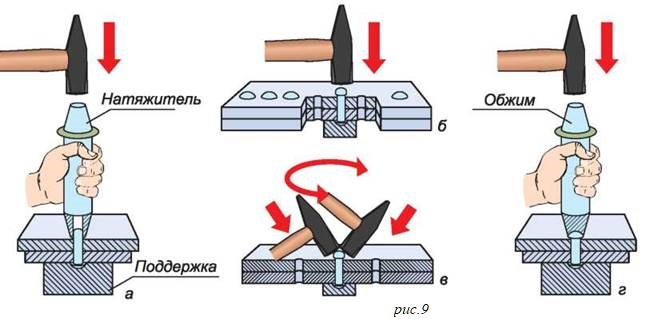 Натяжитель
Поддержка
а
б
в
Обжим
г
рис.9